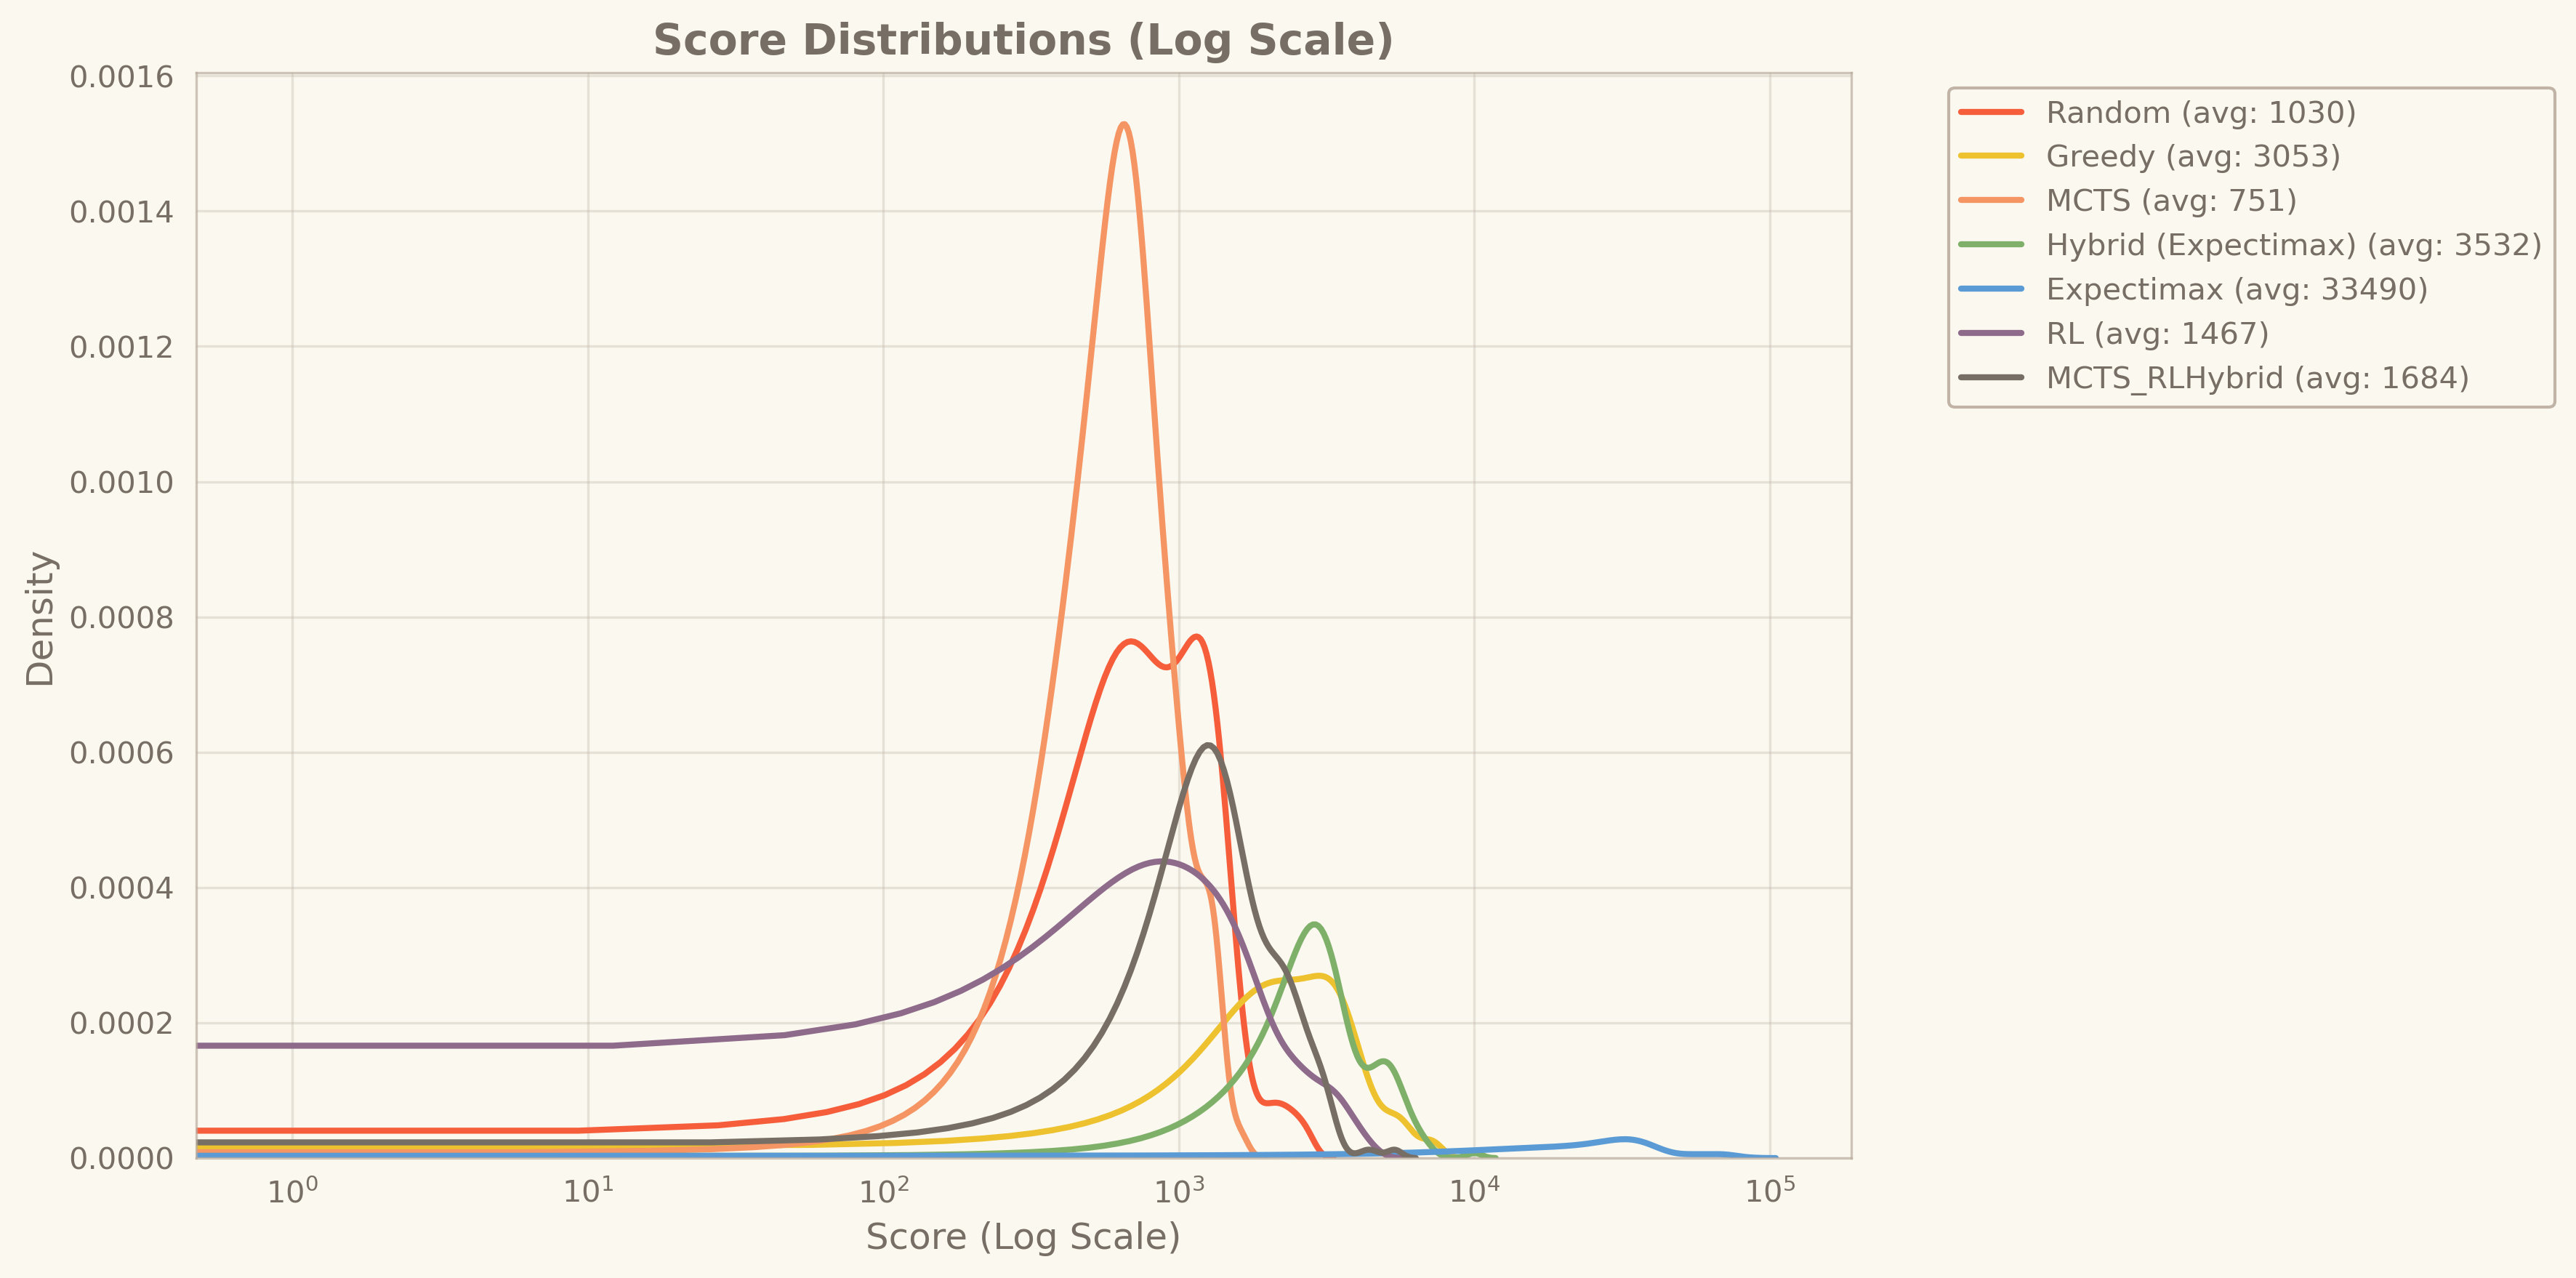 Score Distributions (Log Scale)
0.0016
0.0014
0.0012
0.0010
0.0008
0.0006
0.0004
0.0002
0.0000
Density
10⁰ 10¹ 10² 10³ 10⁴ 10⁵
Score (Log Scale)
Random (avg: 1030)
Greedy (avg: 3053)
MCTS (avg: 751)
Hybrid (Expectimax) (avg: 3532)
Expectimax (avg: 33490)
RL (avg: 1467)
MCTS_RLHybrid (avg: 1684)